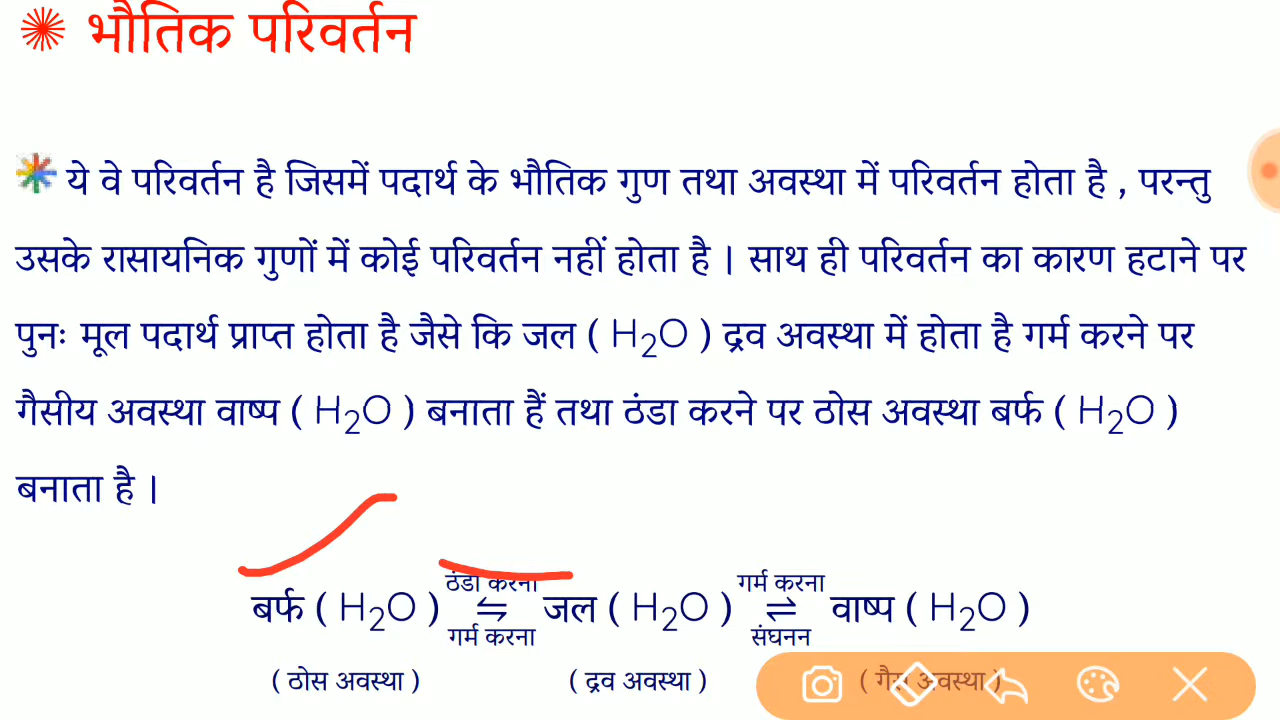 भौतिक परिवर्तन
ये वे परिवर्तन है जिसमें पदार्थ के भौतिक गुण तथा अवस्था में परिवर्तन होता है , परन्तु
उसके रासायनिक गुणों में कोई परिवर्तन नहीं होता है । साथ ही परिवर्तन का कारण हटाने पर
पुनः मूल पदार्थ प्राप्त होता है जैसे कि जल ( H₂O ) द्रव अवस्था में होता है गर्म करने पर
गैसीय अवस्था वाष्प ( H₂O ) बनाता हैं तथा ठंडा करने पर ठोस अवस्था बर्फ ( H₂O )
बनाता है ।
ठंडा करना गर्म करना
बर्फ ( H₂O ) ⇋ जल ( H₂O ) ⇌ वाष्प ( H₂O )
गर्म करना संघनन
( ठोस अवस्था ) ( द्रव अवस्था ) ( गैस अवस्था )